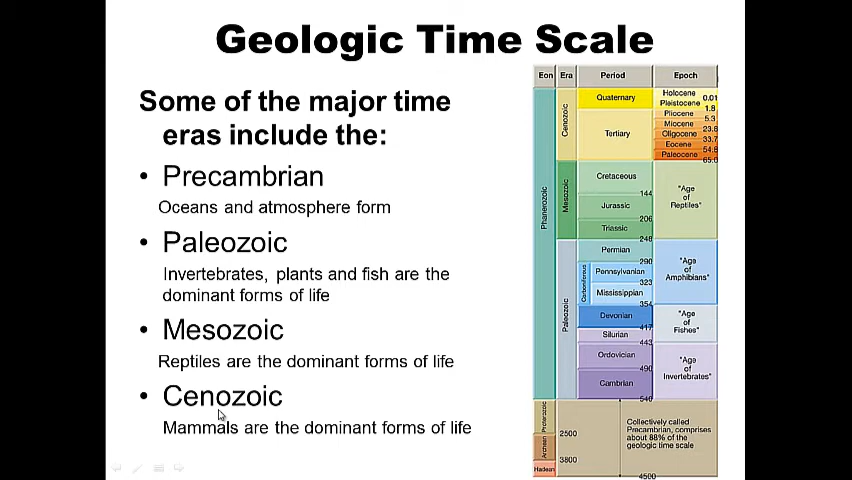 Geologic Time Scale
Some of the major time
eras include the:
• Precambrian
Oceans and atmosphere form
• Paleozoic
Invertebrates, plants and fish are the
dominant forms of life
• Mesozoic
Reptiles are the dominant forms of life
• Cenozoic
Mammals are the dominant forms of life
Eon Era Period Epoch
Phanerozoic
Cenozoic
Quaternary
Holocene 0.01
Pleistocene 1.8
Tertiary
Pliocene 5.3
Miocene 23.8
Oligocene 33.7
Eocene 54.8
Paleocene 65.0
Mesozoic
Cretaceous
144
Jurassic
206
Triassic
248
"Age
of
Reptiles"
Paleozoic
Permian
290
Carboniferous
Pennsylvanian
323
Mississippian
354
"Age
of
Amphibians"
Devonian
417
Silurian
443
"Age
of
Fishes"
Ordovician
490
Cambrian
540
"Age
of
Invertebrates"
Proterozoic
2500
Archean
3800
Hadean
4500
Collectively called
Precambrian, comprises
about 88% of the
geologic time scale